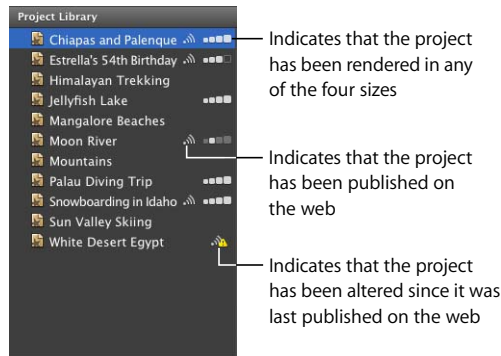 Project Library
Chiapas and Palenque
Estrella's 54th Birthday
Himalayan Trekking
Jellyfish Lake
Mangalore Beaches
Moon River
Mountains
Palau Diving Trip
Snowboarding in Idaho
Sun Valley Skiing
White Desert Egypt
Indicates that the project
has been rendered in any
of the four sizes
Indicates that the project
has been published on
the web
Indicates that the project
has been altered since it was
last published on the web